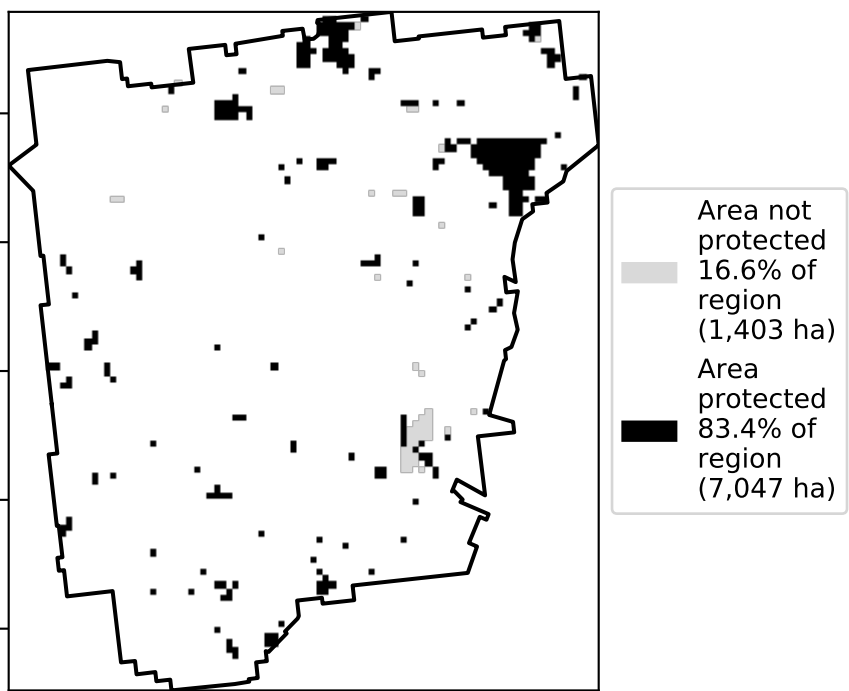 Area not
protected
16.6% of
region
(1,403 ha)
Area
protected
83.4% of
region
(7,047 ha)